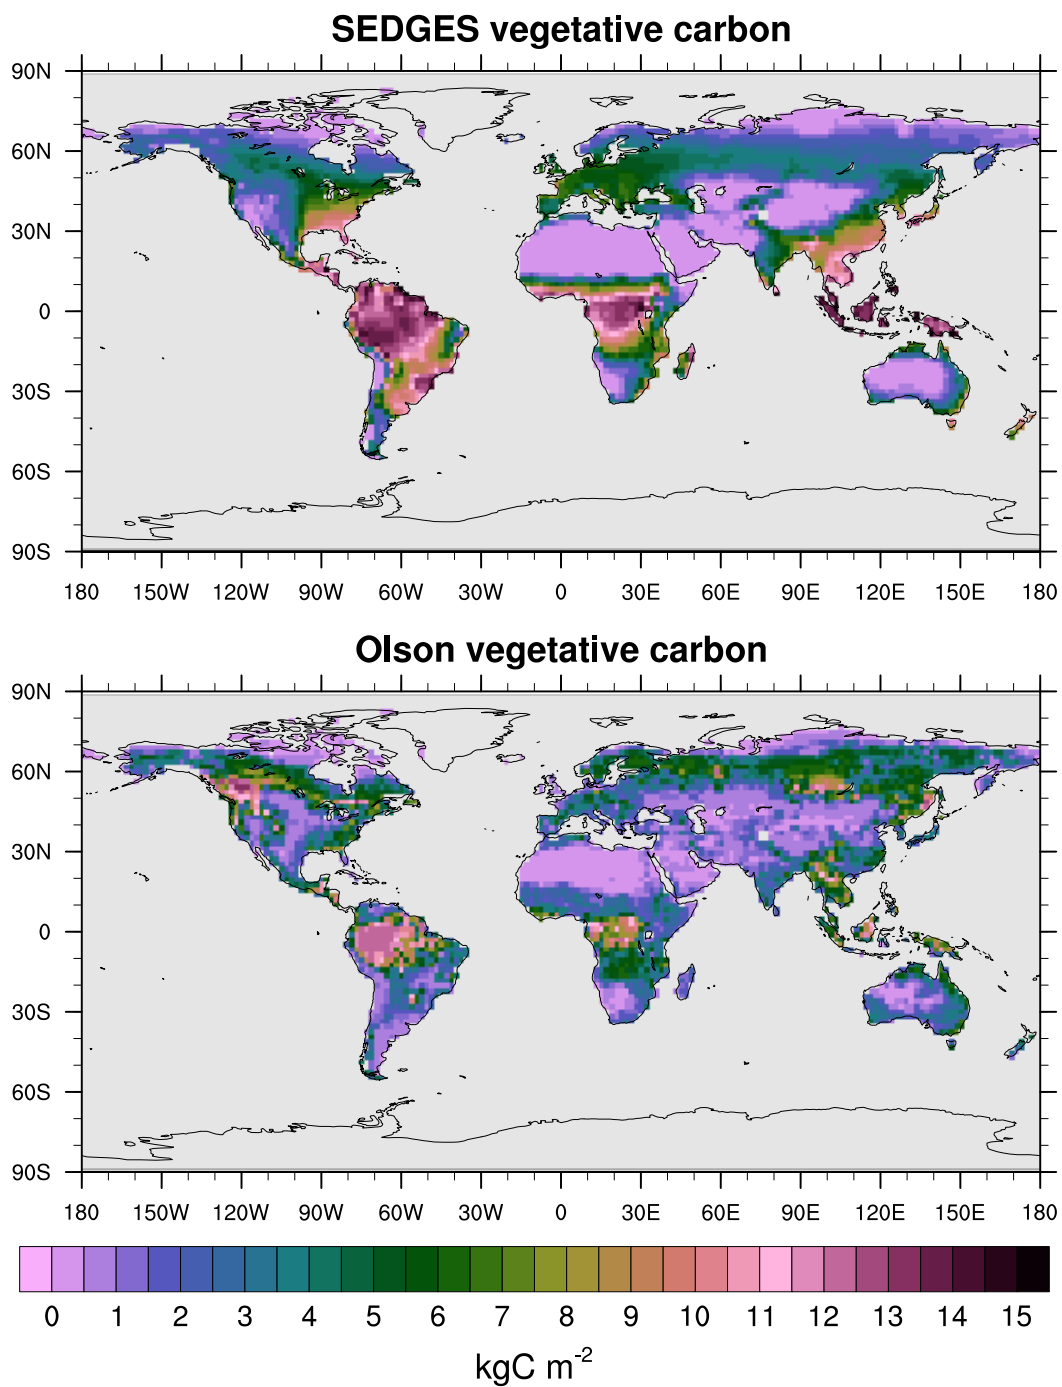 SEDGES vegetative carbon
90N
60N
30N
0
30S
60S
90S
180 150W 120W 90W 60W 30W 0 30E 60E 90E 120E 150E 180
Olson vegetative carbon
90N
60N
30N
0
30S
60S
90S
180 150W 120W 90W 60W 30W 0 30E 60E 90E 120E 150E 180
0 1 2 3 4 5 6 7 8 9 10 11 12 13 14 15
kgC m⁻²